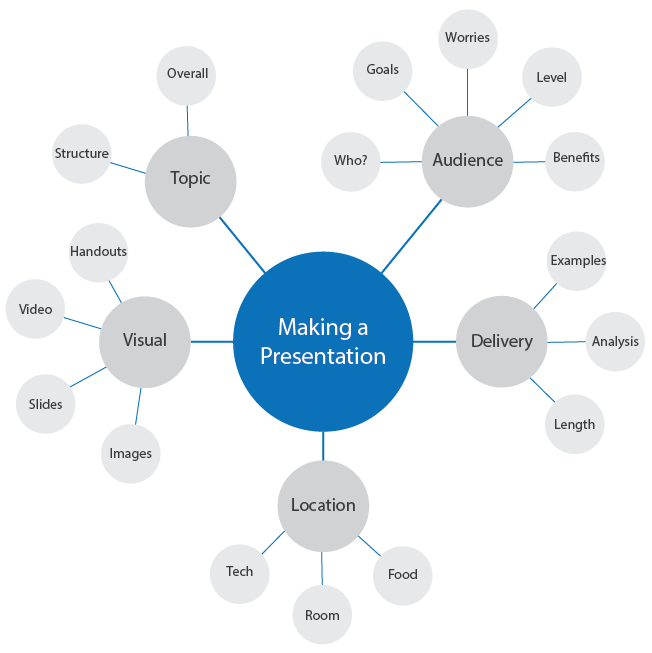 Worries
Goals
Level
Overall
Structure
Who?
Audience
Benefits
Topic
Handouts
Examples
Video
Making a
Presentation
Visual
Delivery
Analysis
Slides
Length
Images
Location
Tech
Food
Room